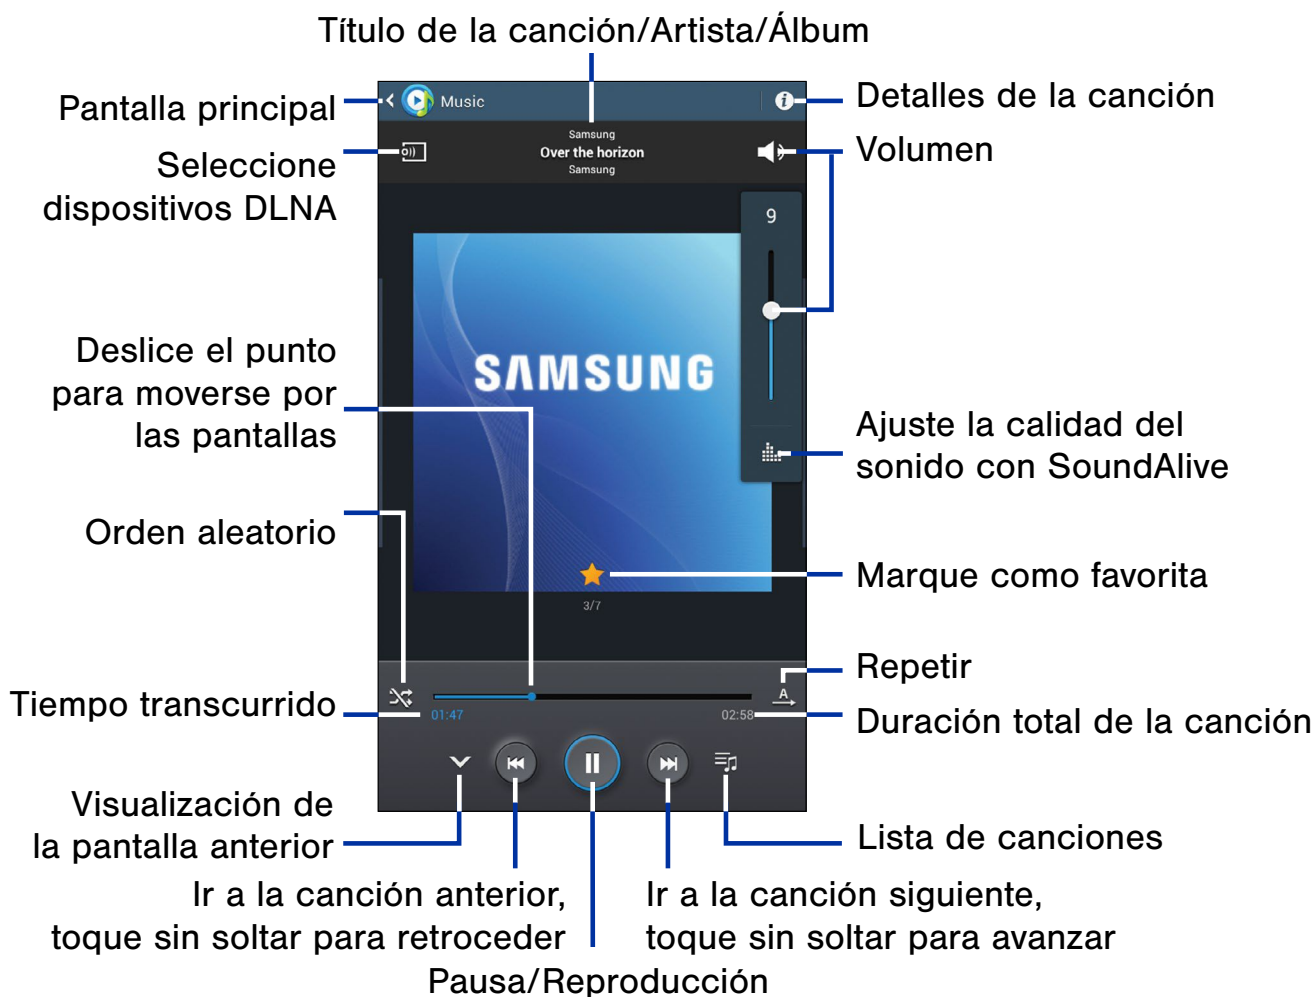 Título de la canción/Artista/Álbum
Pantalla principal
Music
Detalles de la canción
Seleccione
dispositivos DLNA
Samsung
Over the horizon
Samsung
Volumen
9
SAMSUNG
Deslice el punto
para moverse por
las pantallas
Ajuste la calidad del
sonido con SoundAlive
Orden aleatorio
Marque como favorita
3/7
Repetir
A
Tiempo transcurrido
01:47
02:58
Duración total de la canción
Visualización de
la pantalla anterior
Lista de canciones
Ir a la canción anterior,
toque sin soltar para retroceder
Ir a la canción siguiente,
toque sin soltar para avanzar
Pausa/Reproducción